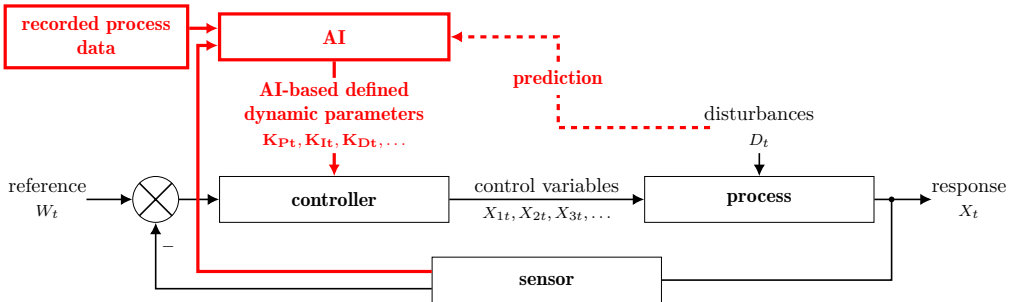 recorded process
data
AI
prediction
AI-based defined
dynamic parameters
K_Pt, K_It, K_Dt, ...
disturbances
D_t
reference
W_t
controller
control variables
X_1t, X_2t, X_3t, ...
process
response
X_t
−
sensor